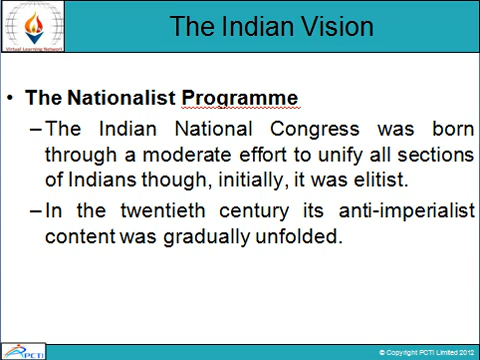 The Indian Vision
Virtual Learning Network
• The Nationalist Programme
–The Indian National Congress was born
through a moderate effort to unify all sections
of Indians though, initially, it was elitist.
–In the twentieth century its anti-imperialist
content was gradually unfolded.
PCTI
© Copyright PCTI Limited 2012